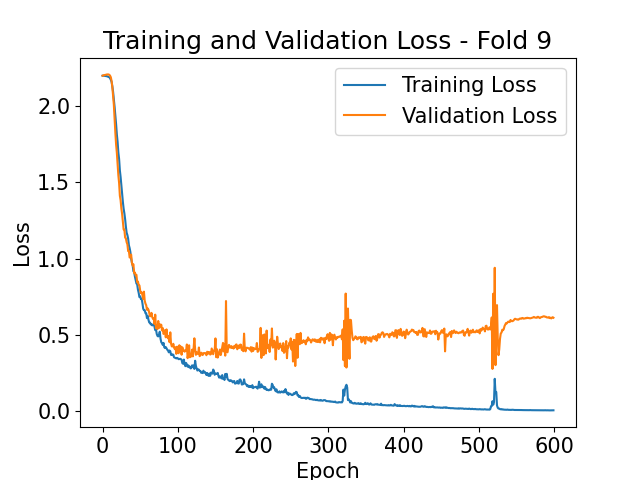 Training and Validation Loss - Fold 9
Training Loss
Validation Loss
2.0
1.5
1.0
0.5
0.0
Loss
0 100 200 300 400 500 600
Epoch